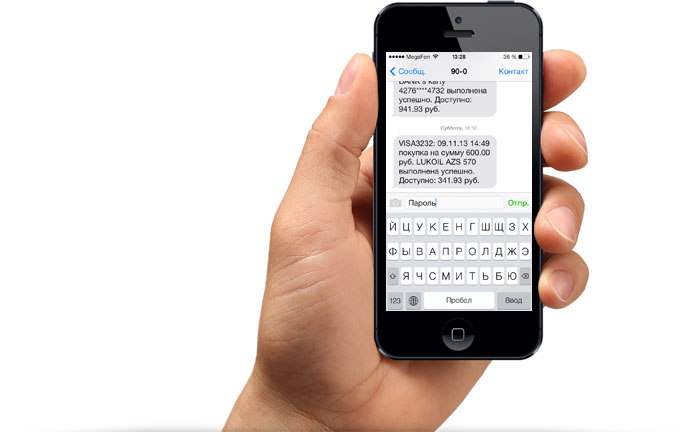 MegaFon 13:28 36 %
Сообщ. 90-0 Контакт
4276****4732 выполнена
успешно. Доступно:
941.93 руб.
Суббота, 16:50
VISA3232: 09.11.13 14:49
покупка на сумму 600.00
руб. LUKOIL AZS 570
выполнена успешно.
Доступно: 341.93 руб.
Пароль Отпр.
Й Ц У К Е Н Г Ш Щ З Х
Ф Ы В А П Р О Л Д Ж Э
Я Ч С М И Т Ь Б Ю
123 Пробел Ввод